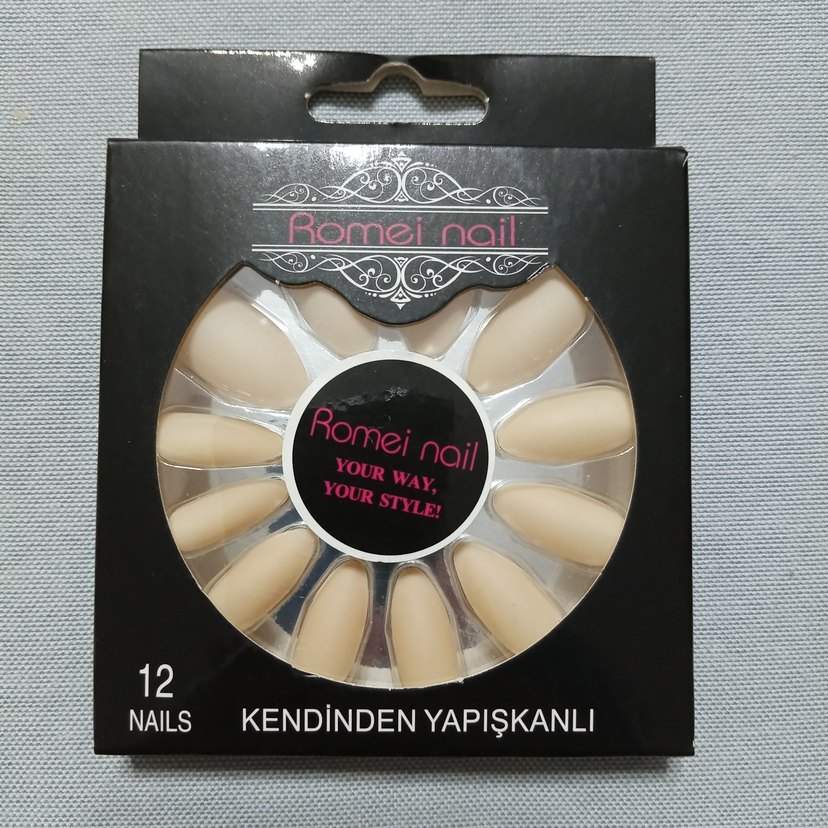 Romei nail
Romei nail
YOUR WAY,
YOUR STYLE!
12
NAILS
KENDİNDEN YAPIŞKANLI